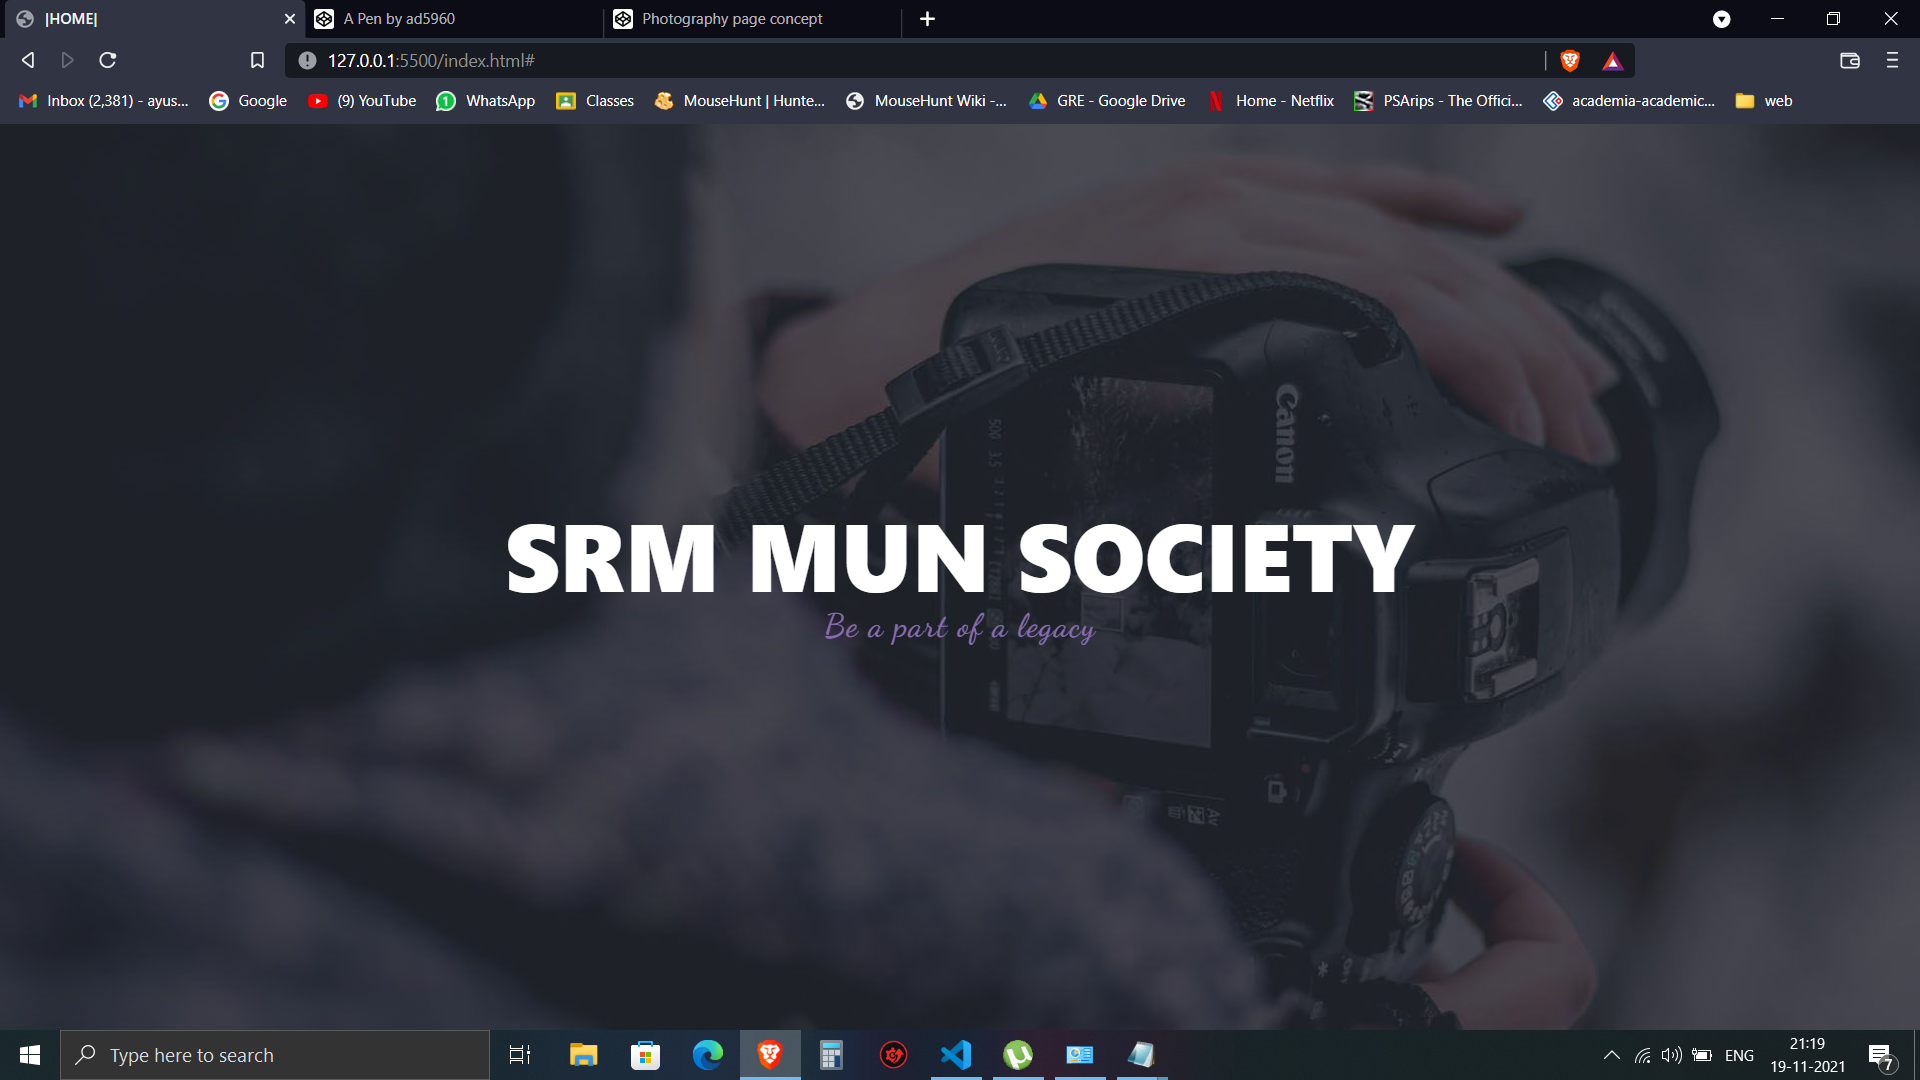 |HOME|
A Pen by ad5960
Photography page concept
127.0.0.1:5500/index.html#
Inbox (2,381) - ayus...
Google
(9) YouTube
WhatsApp
Classes
MouseHunt | Hunte...
MouseHunt Wiki -...
GRE - Google Drive
Home - Netflix
PSArips - The Offici...
academia-academic...
web
Canon
SRM MUN SOCIETY
Be a part of a legacy
Type here to search
ENG
21:19
19-11-2021
7